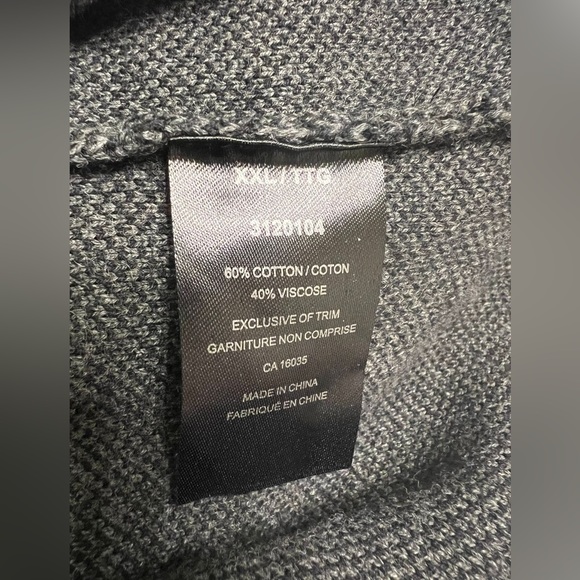 XXL / TTG
3120104
60% COTTON / COTON
40% VISCOSE
EXCLUSIVE OF TRIM
GARNITURE NON COMPRISE
CA 16035
MADE IN CHINA
FABRIQUÉ EN CHINE